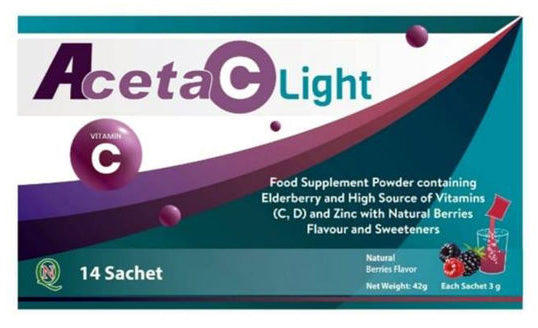 AcetaC Light
VITAMIN
C
Food Supplement Powder containing
Elderberry and High Source of Vitamins
(C, D) and Zinc with Natural Berries
Flavour and Sweeteners
14 Sachet
Natural
Berries Flavor
Net Weight: 42g Each Sachet 3 g